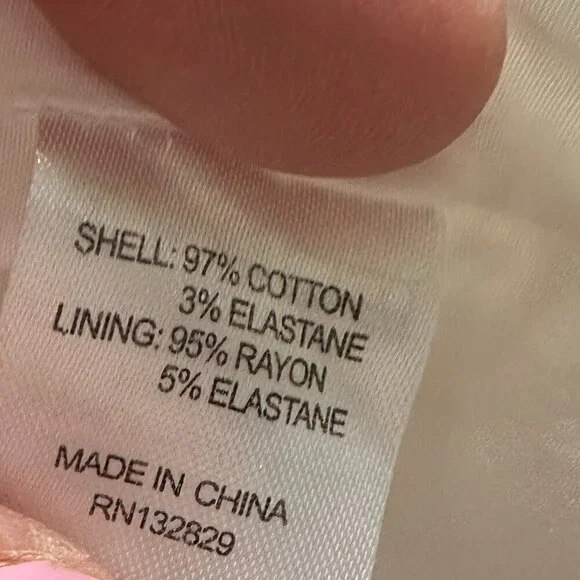 SHELL: 97% COTTON
3% ELASTANE
LINING: 95% RAYON
5% ELASTANE
MADE IN CHINA
RN132829